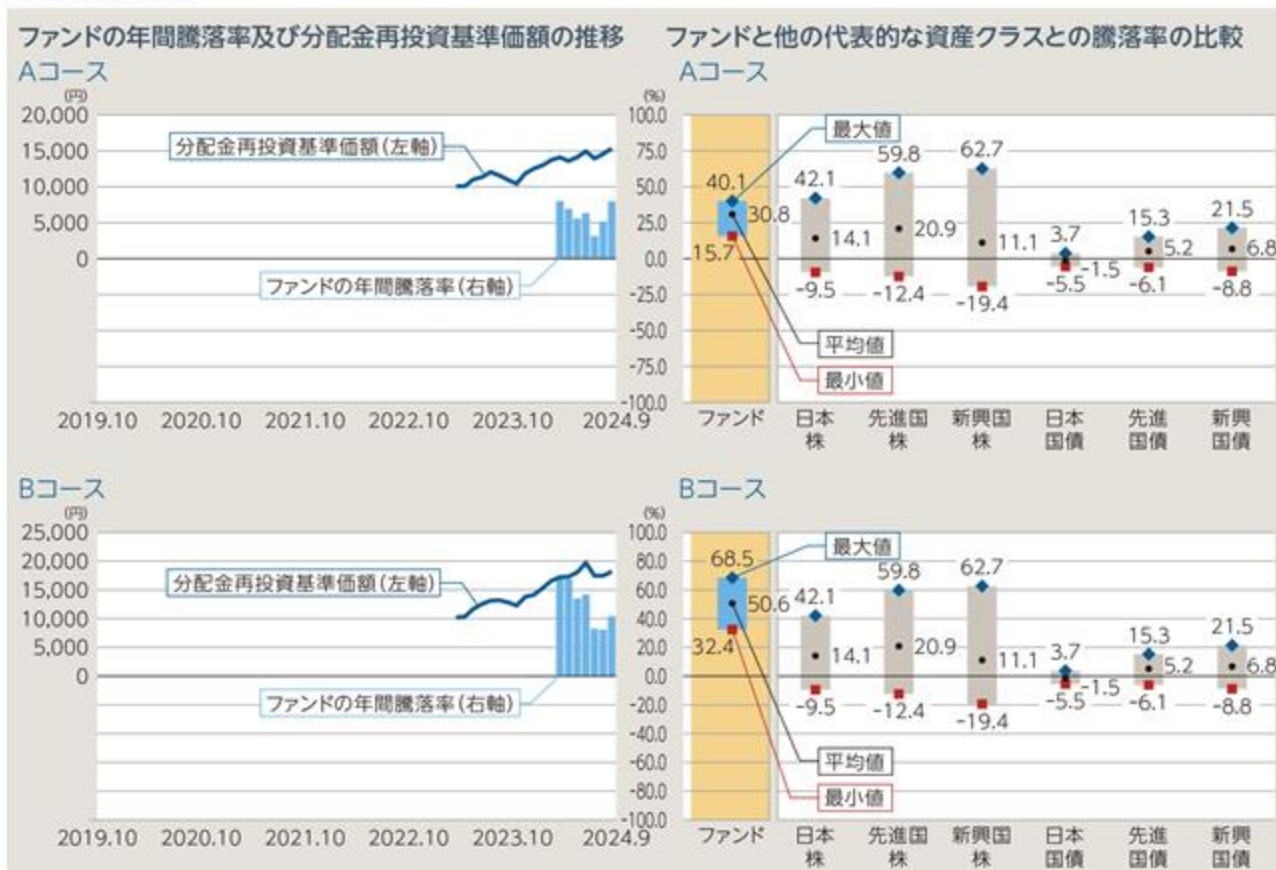 ファンドの年間騰落率及び分配金再投資基準価額の推移
Aコース
(円)
20,000
15,000
10,000
5,000
0
分配金再投資基準価額(左軸)
ファンドの年間騰落率(右軸)
(%)
100.0
75.0
50.0
25.0
0.0
-25.0
-50.0
-75.0
-100.0
2019.10 2020.10 2021.10 2022.10 2023.10 2024.9
ファンドと他の代表的な資産クラスとの騰落率の比較
Aコース
最大値
平均値
最小値
40.1 42.1 59.8 62.7 3.7 15.3 21.5
30.8 14.1 20.9 11.1 -1.5 5.2 6.8
15.7 -9.5 -12.4 -19.4 -5.5 -6.1 -8.8
ファンド 日本 先進国 新興国 日本 先進 新興
株 株 株 国債 国債 国債
Bコース
(円)
25,000
20,000
15,000
10,000
5,000
0
分配金再投資基準価額(左軸)
ファンドの年間騰落率(右軸)
(%)
100.0
80.0
60.0
40.0
20.0
0.0
-20.0
-40.0
-60.0
-80.0
-100.0
2019.10 2020.10 2021.10 2022.10 2023.10 2024.9
Bコース
最大値
平均値
最小値
68.5 42.1 59.8 62.7 3.7 15.3 21.5
50.6 14.1 20.9 11.1 -1.5 5.2 6.8
32.4 -9.5 -12.4 -19.4 -5.5 -6.1 -8.8
ファンド 日本 先進国 新興国 日本 先進 新興
株 株 株 国債 国債 国債